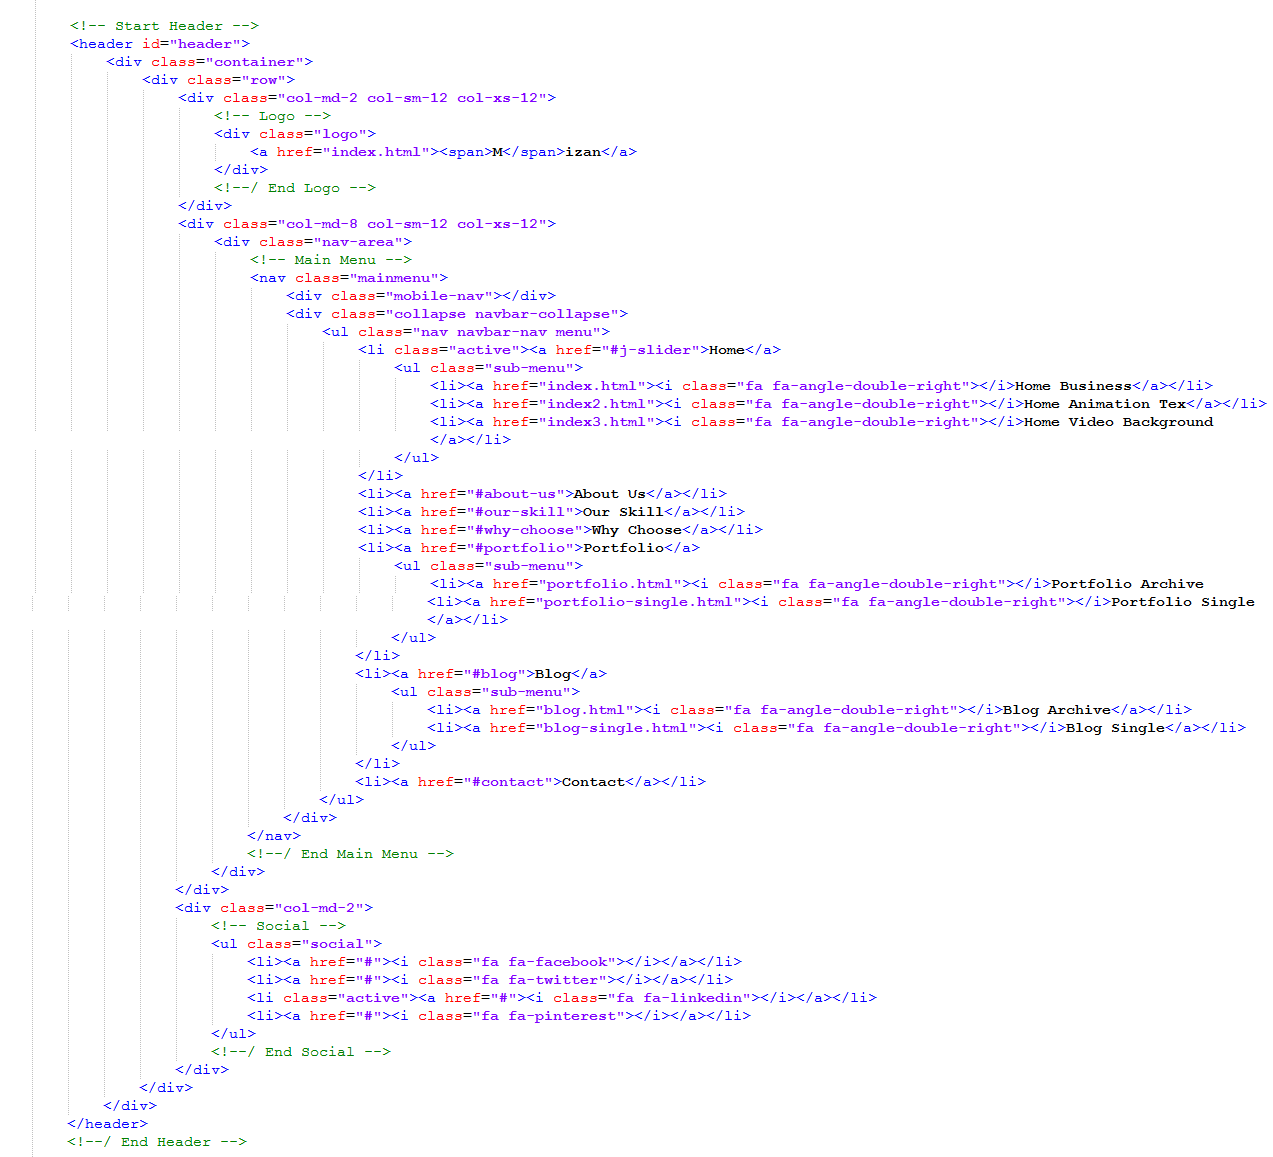 <!-- Start Header -->
<header id="header">
<div class="container">
<div class="row">
<div class="col-md-2 col-sm-12 col-xs-12">
<!-- Logo -->
<div class="logo">
<a href="index.html"><span>M</span>izan</a>
</div>
<!--/ End Logo -->
</div>
<div class="col-md-8 col-sm-12 col-xs-12">
<div class="nav-area">
<!-- Main Menu -->
<nav class="mainmenu">
<div class="mobile-nav"></div>
<div class="collapse navbar-collapse">
<ul class="nav navbar-nav menu">
<li class="active"><a href="#j-slider">Home</a>
<ul class="sub-menu">
<li><a href="index.html"><i class="fa fa-angle-double-right"></i>Home Business</a></li>
<li><a href="index2.html"><i class="fa fa-angle-double-right"></i>Home Animation Tex</a></li>
<li><a href="index3.html"><i class="fa fa-angle-double-right"></i>Home Video Background
</a></li>
</ul>
</li>
<li><a href="#about-us">About Us</a></li>
<li><a href="#our-skill">Our Skill</a></li>
<li><a href="#why-choose">Why Choose</a></li>
<li><a href="#portfolio">Portfolio</a>
<ul class="sub-menu">
<li><a href="portfolio.html"><i class="fa fa-angle-double-right"></i>Portfolio Archive
<li><a href="portfolio-single.html"><i class="fa fa-angle-double-right"></i>Portfolio Single
</a></li>
</ul>
</li>
<li><a href="#blog">Blog</a>
<ul class="sub-menu">
<li><a href="blog.html"><i class="fa fa-angle-double-right"></i>Blog Archive</a></li>
<li><a href="blog-single.html"><i class="fa fa-angle-double-right"></i>Blog Single</a></li>
</ul>
</li>
<li><a href="#contact">Contact</a></li>
</ul>
</div>
</nav>
<!--/ End Main Menu -->
</div>
</div>
<div class="col-md-2">
<!-- Social -->
<ul class="social">
<li><a href="#"><i class="fa fa-facebook"></i></a></li>
<li><a href="#"><i class="fa fa-twitter"></i></a></li>
<li class="active"><a href="#"><i class="fa fa-linkedin"></i></a></li>
<li><a href="#"><i class="fa fa-pinterest"></i></a></li>
</ul>
<!--/ End Social -->
</div>
</div>
</div>
</header>
<!--/ End Header -->